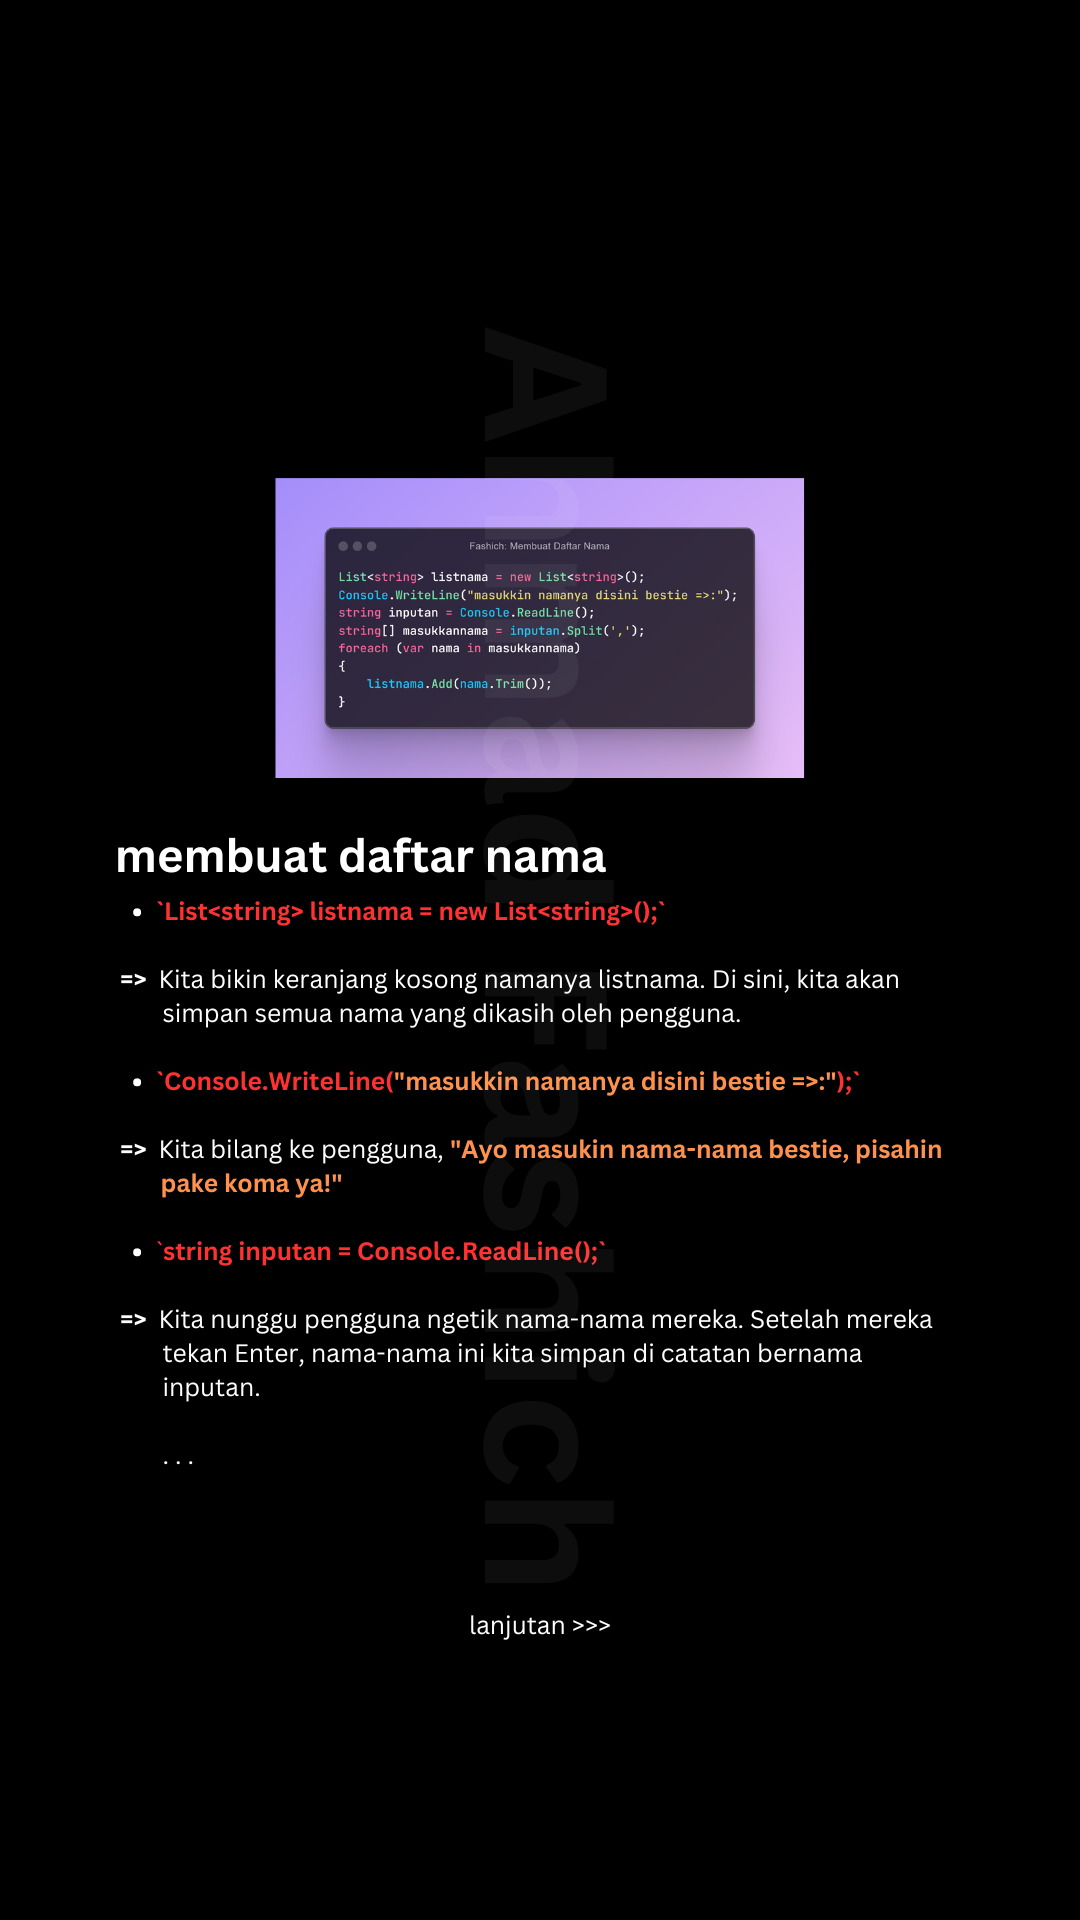 Fashich: Membuat Daftar Nama
List<string> listnama = new List<string>();
Console.WriteLine("masukkin namanya disini bestie =>:");
string inputan = Console.ReadLine();
string[] masukkannama = inputan.Split(',');
foreach (var nama in masukkannama)
{
    listnama.Add(nama.Trim());
}
membuat daftar nama
• `List<string> listnama = new List<string>();`
=> Kita bikin keranjang kosong namanya listnama. Di sini, kita akan
simpan semua nama yang dikasih oleh pengguna.
• `Console.WriteLine("masukkin namanya disini bestie =>:");`
=> Kita bilang ke pengguna, "Ayo masukin nama-nama bestie, pisahin
pake koma ya!"
• `string inputan = Console.ReadLine();`
=> Kita nunggu pengguna ngetik nama-nama mereka. Setelah mereka
tekan Enter, nama-nama ini kita simpan di catatan bernama
inputan.
. . .
lanjutan >>>
Ahmad Fashich